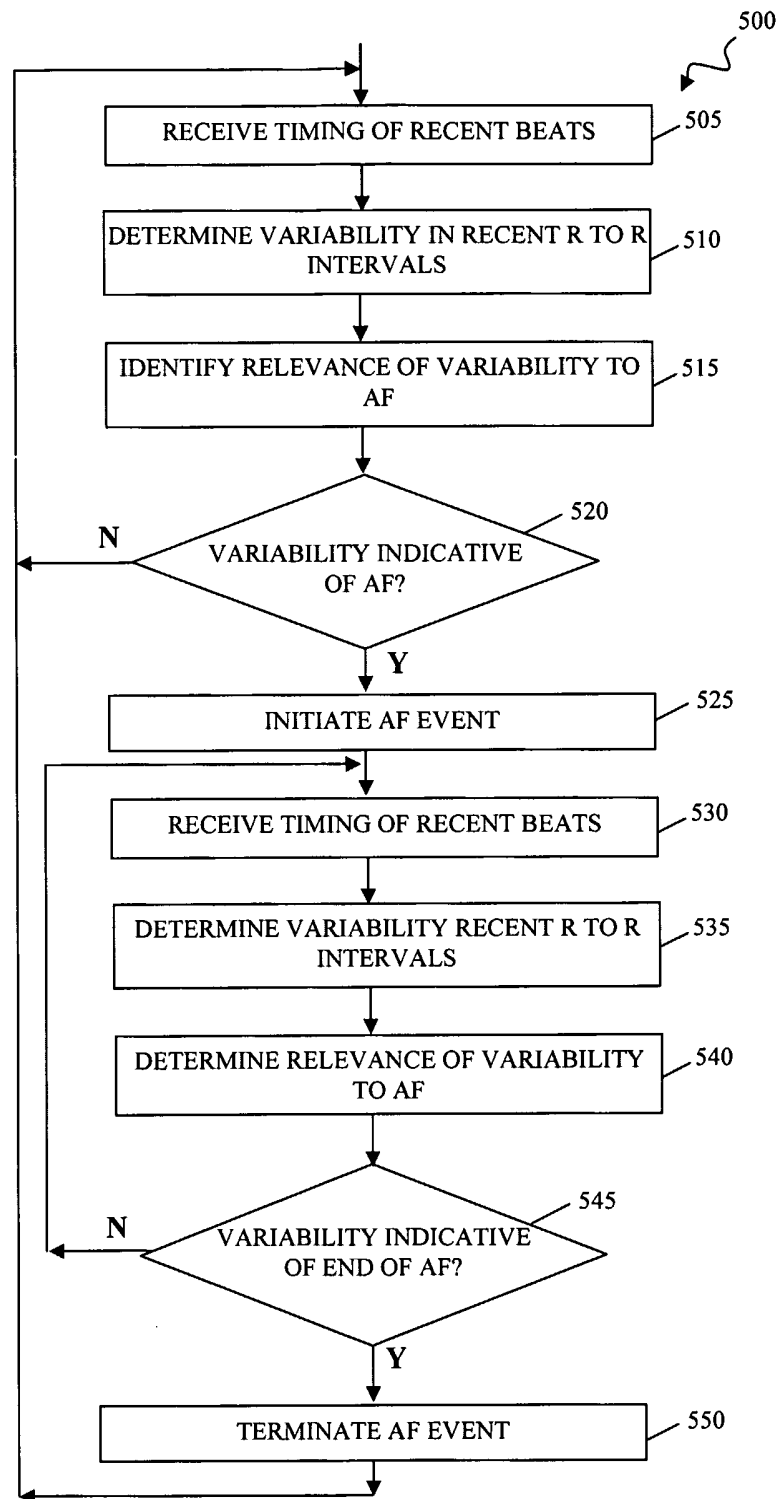 500
RECEIVE TIMING OF RECENT BEATS
505
DETERMINE VARIABILITY IN RECENT R TO R
INTERVALS
510
IDENTIFY RELEVANCE OF VARIABILITY TO
AF
515
520
N
VARIABILITY INDICATIVE
OF AF?
Y
INITIATE AF EVENT
525
RECEIVE TIMING OF RECENT BEATS
530
DETERMINE VARIABILITY RECENT R TO R
INTERVALS
535
DETERMINE RELEVANCE OF VARIABILITY
TO AF
540
545
N
VARIABILITY INDICATIVE
OF END OF AF?
Y
TERMINATE AF EVENT
550